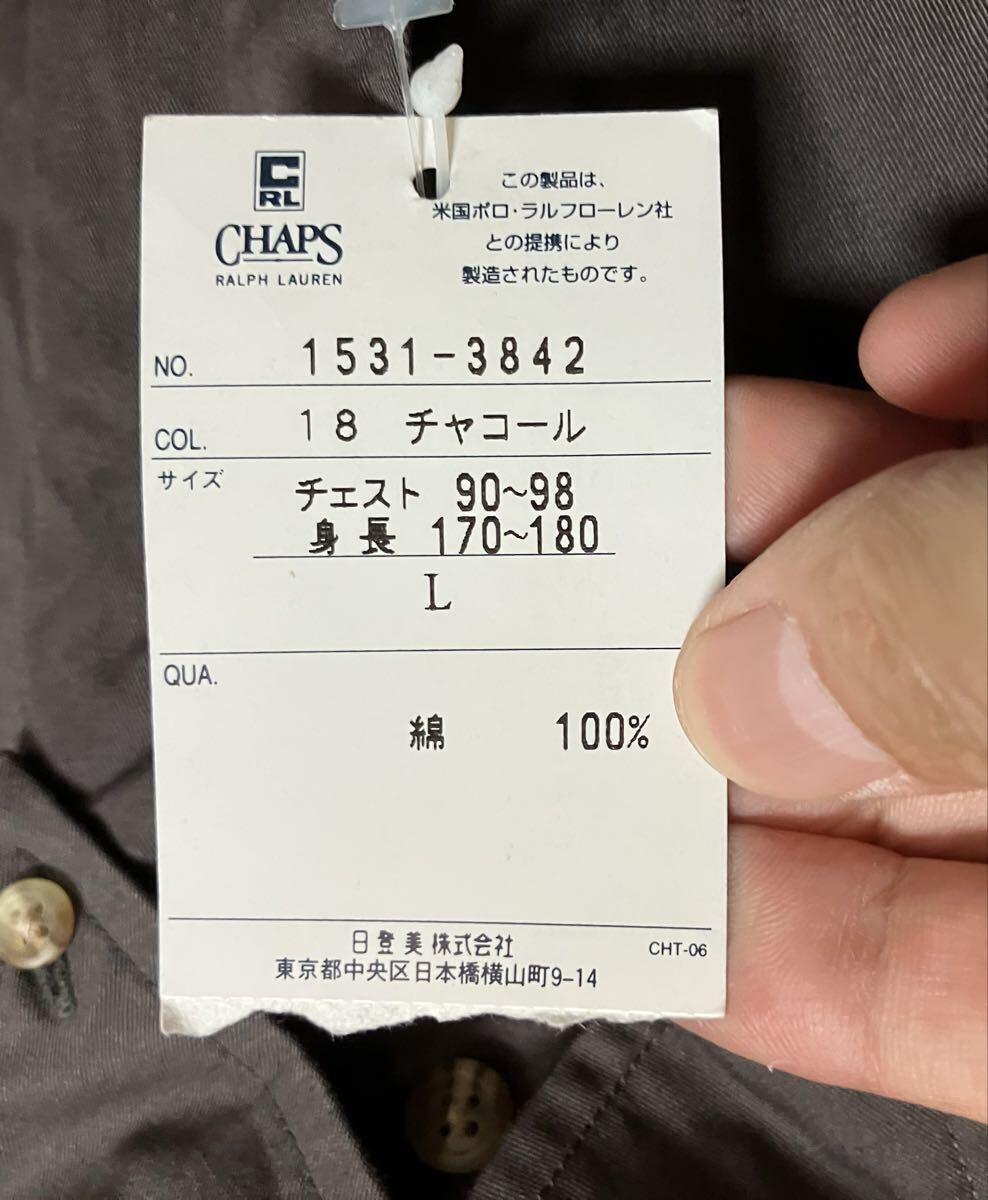 C
RL
CHAPS
RALPH LAUREN
この製品は、
米国ポロ・ラルフローレン社
との提携により
製造されたものです。
NO. 1531-3842
COL. 18 チャコール
サイズ
チェスト 90~98
身長 170~180
L
QUA.
綿 100%
日登美株式会社
東京都中央区日本橋横山町9-14
CHT-06